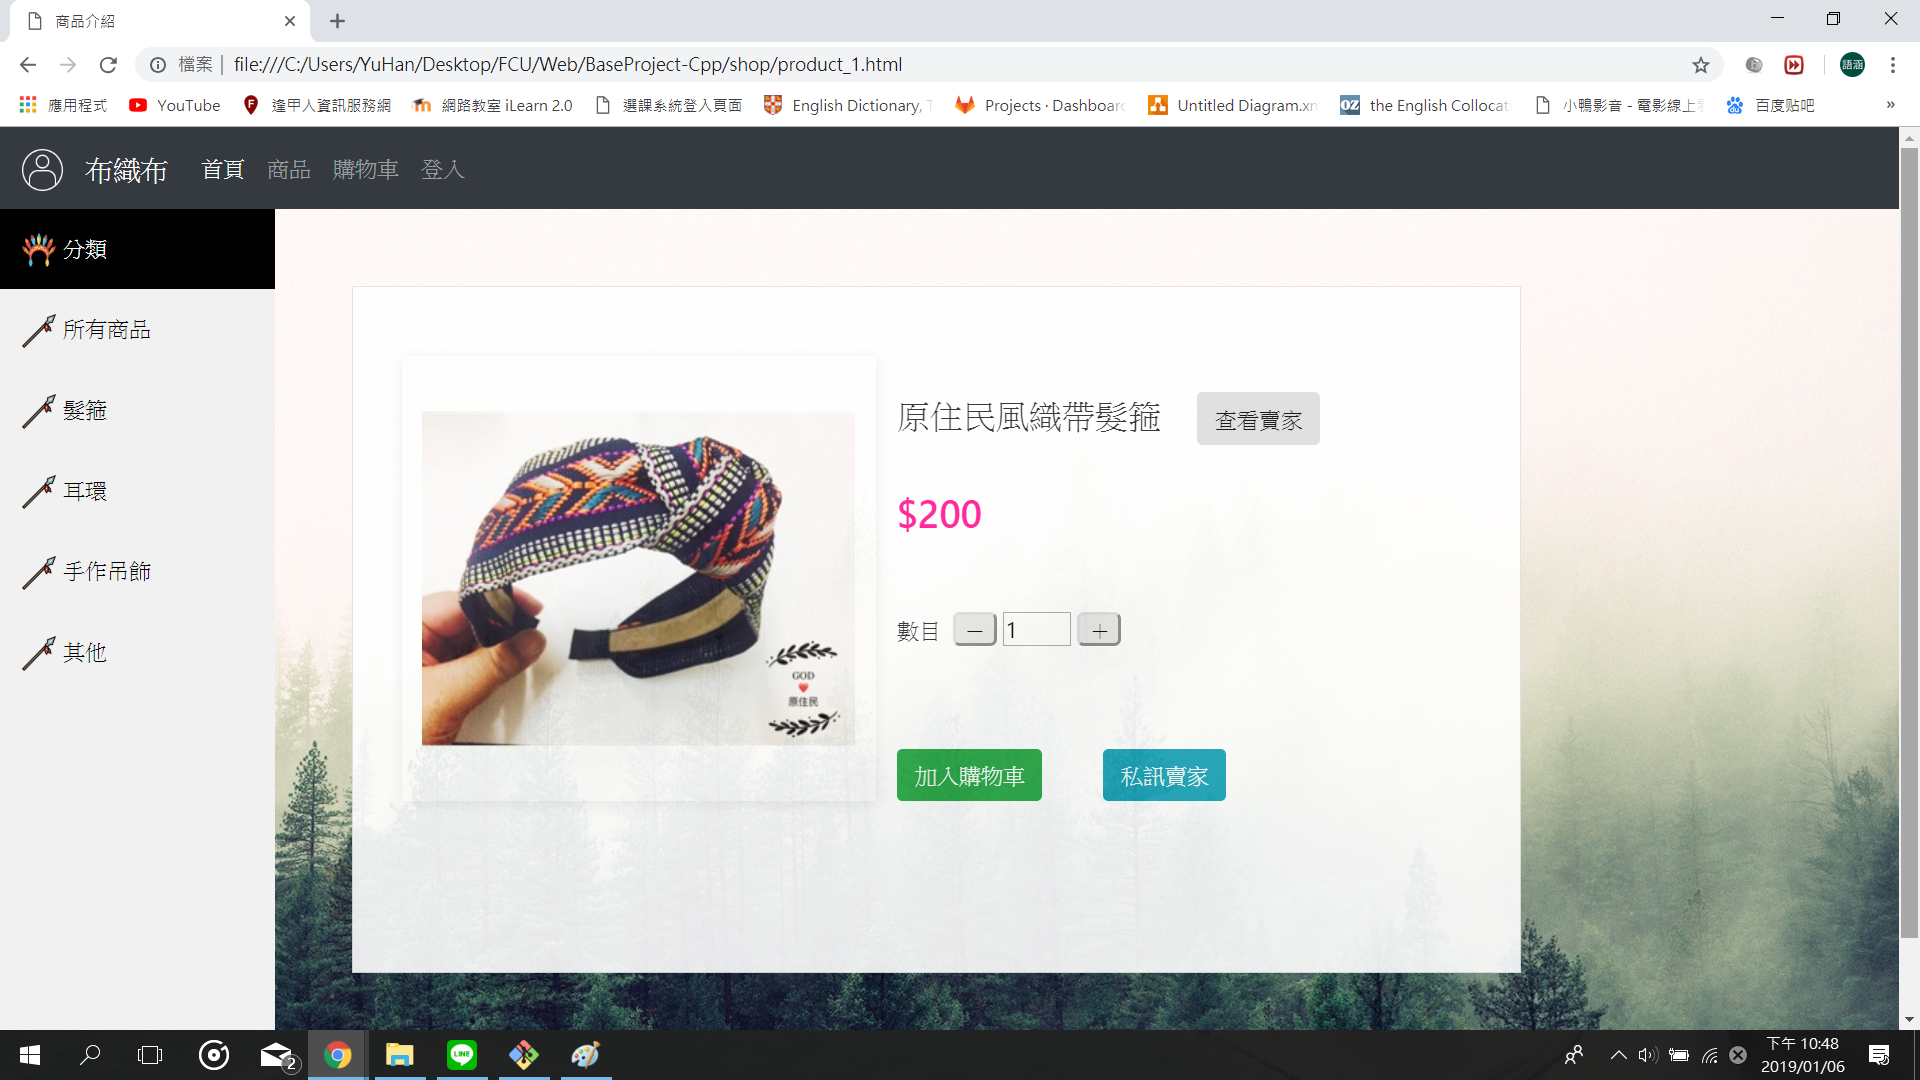 商品介紹
檔案 | file:///C:/Users/YuHan/Desktop/FCU/Web/BaseProject-Cpp/shop/product_1.html
語涵
應用程式 YouTube 逢甲人資訊服務網 網路教室 iLearn 2.0 選課系統登入頁面 English Dictionary, Projects · Dashboard Untitled Diagram.xm the English Collocat 小鴨影音 - 電影線上 百度贴吧 »
布織布 首頁 商品 購物車 登入
分類
所有商品
髮箍
耳環
手作吊飾
其他
原住民風織帶髮箍 查看賣家
$200
數目 — 1 +
GOD
原住民
加入購物車 私訊賣家
2
LINE
下午 10:48
2019/01/06